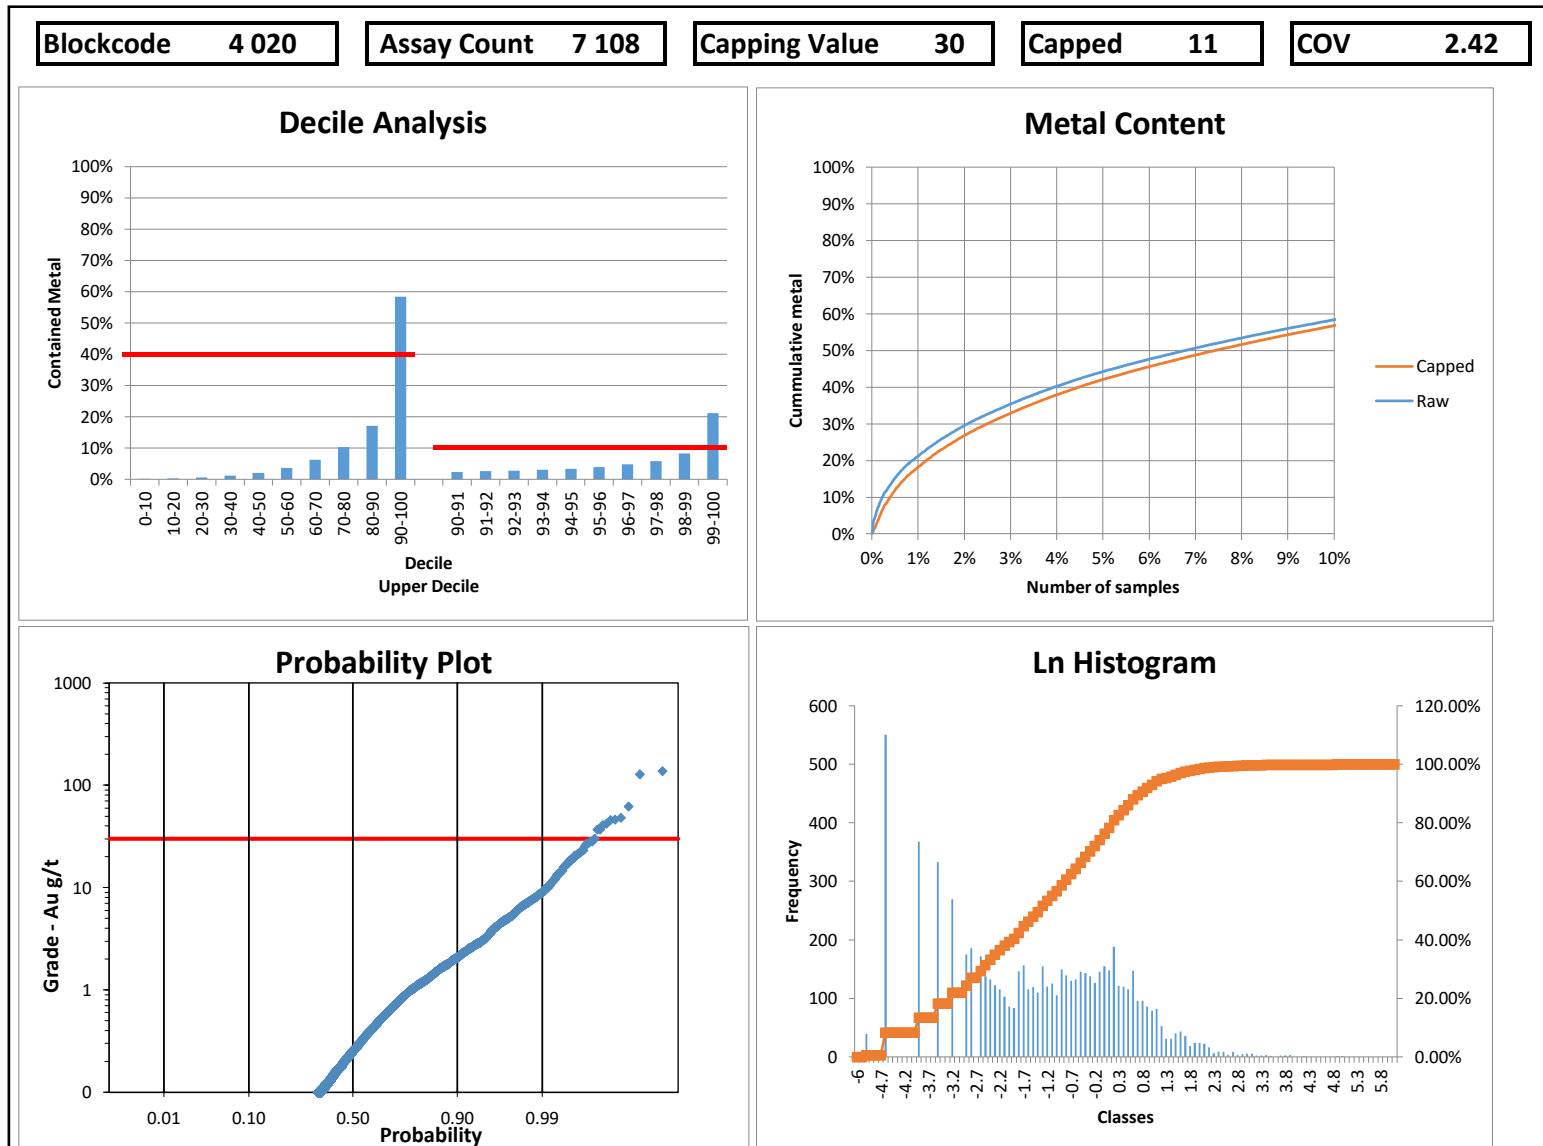 Blockcode 4 020 Assay Count 7 108 Capping Value 30 Capped 11 COV 2.42
Decile Analysis
100%
90%
80%
70%
60%
50%
40%
30%
20%
10%
0%
Contained Metal
0-10 10-20 20-30 30-40 40-50 50-60 60-70 70-80 80-90 90-100 90-91 91-92 92-93 93-94 94-95 95-96 96-97 97-98 98-99 99-100
Decile
Upper Decile
Metal Content
100%
90%
80%
70%
60%
50%
40%
30%
20%
10%
0%
Cummulative metal
0% 1% 2% 3% 4% 5% 6% 7% 8% 9% 10%
Number of samples
Capped
Raw
Probability Plot
1000
100
10
1
0
Grade - Au g/t
0.01 0.10 0.50 0.90 0.99
Probability
Ln Histogram
600
500
400
300
200
100
0
Frequency
120.00%
100.00%
80.00%
60.00%
40.00%
20.00%
0.00%
-6 -4.7 -4.2 -3.7 -3.2 -2.7 -2.2 -1.7 -1.2 -0.7 -0.2 0.3 0.8 1.3 1.8 2.3 2.8 3.3 3.8 4.3 4.8 5.3 5.8
Classes